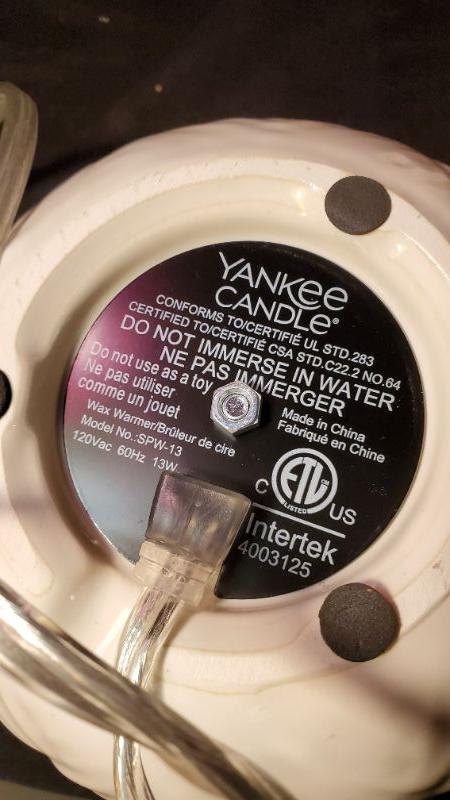 YANKEE
CANDLE®
CONFORMS TO/CERTIFIÉ UL STD.283
CERTIFIED TO/CERTIFIÉ CSA STD.C22.2 NO.64
DO NOT IMMERSE IN WATER
NE PAS IMMERGER
Do not use as a toy
Ne pas utiliser
comme un jouet
Wax Warmer/Brûleur de cire
Model No.:SPW-13
120Vac 60Hz 13W
Made in China
Fabriqué en Chine
C ETL US
LISTED
Intertek
4003125